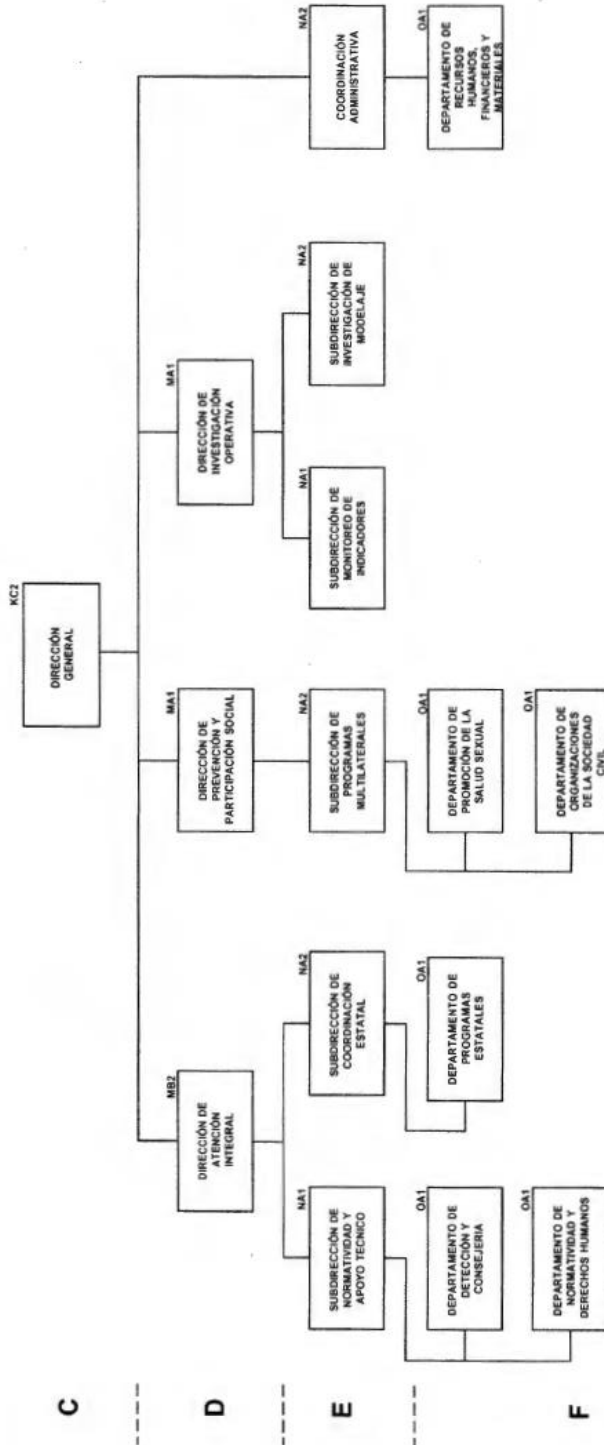 C
KC2
DIRECCIÓN
GENERAL
D
MB2
DIRECCIÓN DE
ATENCIÓN
INTEGRAL
MA1
DIRECCIÓN DE
PREVENCIÓN Y
PARTICIPACIÓN SOCIAL
MA1
DIRECCIÓN DE
INVESTIGACIÓN
OPERATIVA
E
NA1
SUBDIRECCIÓN DE
NORMATIVIDAD Y
APOYO TÉCNICO
NA2
SUBDIRECCIÓN DE
COORDINACIÓN
ESTATAL
NA2
SUBDIRECCIÓN DE
PROGRAMAS
MULTILATERALES
NA1
SUBDIRECCIÓN DE
MONITOREO DE
INDICADORES
NA2
SUBDIRECCIÓN DE
INVESTIGACIÓN DE
MODELAJE
NA2
COORDINACIÓN
ADMINISTRATIVA
F
OA1
DEPARTAMENTO DE
DETECCIÓN Y
CONSEJERIA
OA1
DEPARTAMENTO DE
PROGRAMAS
ESTATALES
OA1
DEPARTAMENTO DE
PROMOCIÓN DE LA
SALUD SEXUAL
OA1
DEPARTAMENTO DE
RECURSOS
HUMANOS,
FINANCIEROS Y
MATERIALES
OA1
DEPARTAMENTO DE
NORMATIVIDAD Y
DERECHOS HUMANOS
OA1
DEPARTAMENTO DE
ORGANIZACIONES
DE LA SOCIEDAD
CIVIL